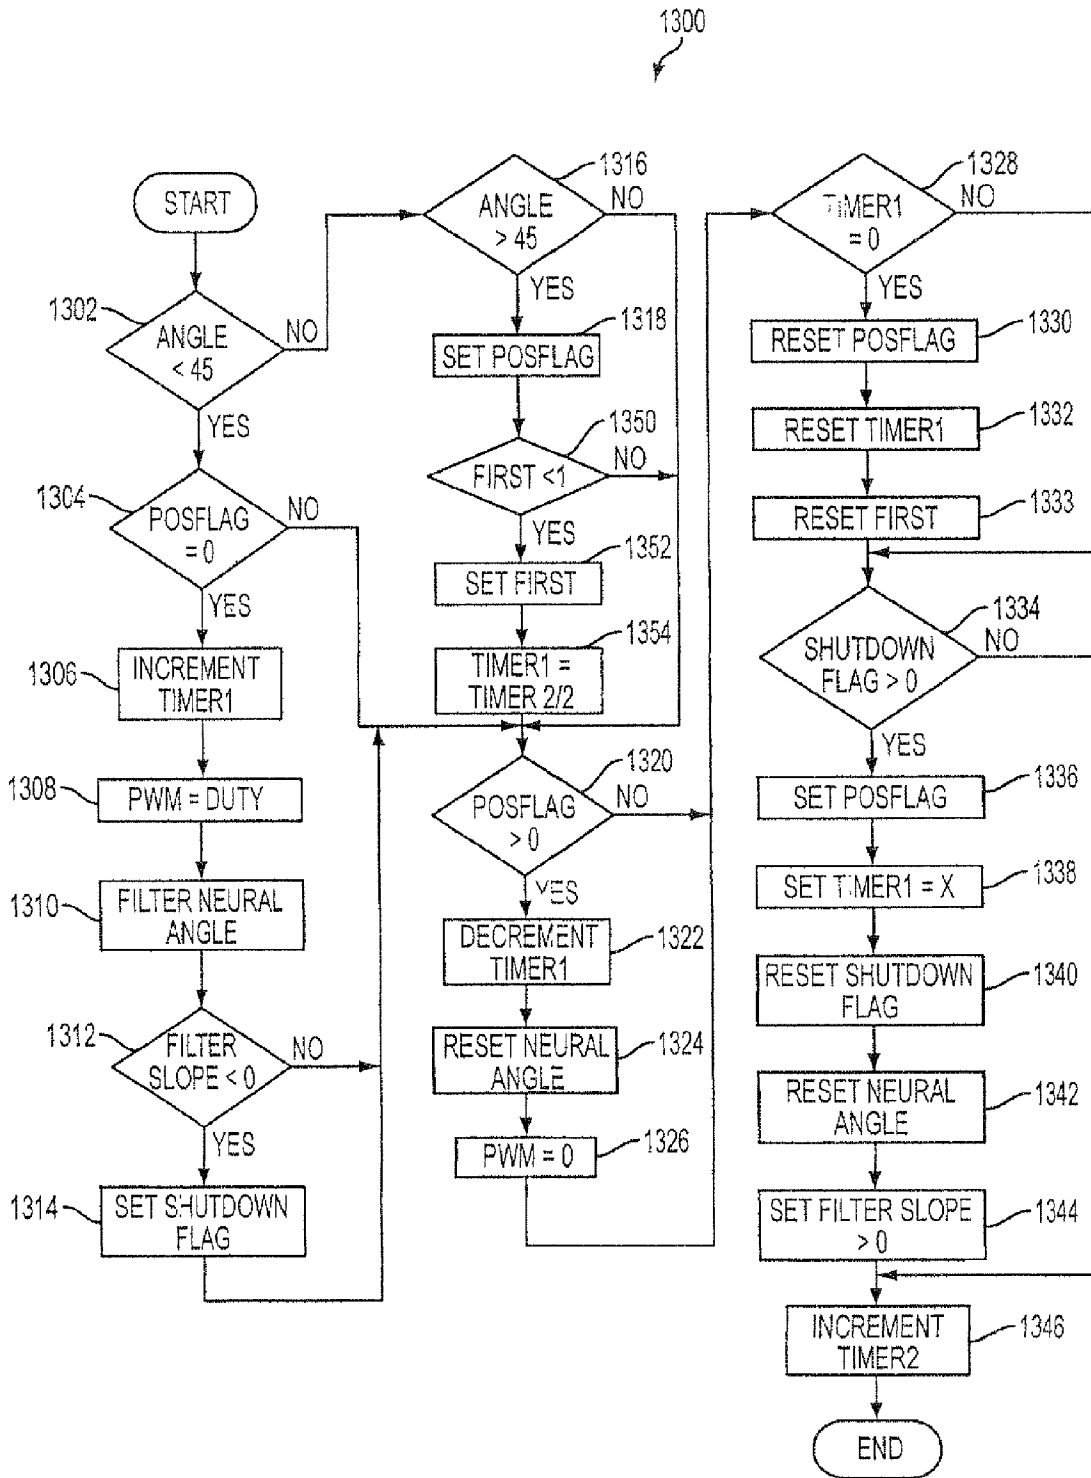 1300
START
1302
ANGLE
< 45
NO
YES
1304
POSFLAG
= 0
NO
YES
1306
INCREMENT
TIMER1
1308
PWM = DUTY
1310
FILTER NEURAL
ANGLE
1312
FILTER
SLOPE < 0
NO
YES
1314
SET SHUTDOWN
FLAG
1316
ANGLE
> 45
NO
YES
1318
SET POSFLAG
1350
FIRST <1
NO
YES
1352
SET FIRST
1354
TIMER1 =
TIMER 2/2
1320
POSFLAG
> 0
NO
YES
DECREMENT
TIMER1
1322
RESET NEURAL
ANGLE
1324
PWM = 0
1326
1328
TIMER1
= 0
NO
YES
RESET POSFLAG
1330
RESET TIMER1
1332
RESET FIRST
1333
1334
SHUTDOWN
FLAG > 0
NO
YES
SET POSFLAG
1336
SET TIMER1 = X
1338
RESET SHUTDOWN
FLAG
1340
RESET NEURAL
ANGLE
1342
SET FILTER SLOPE
> 0
1344
INCREMENT
TIMER2
1346
END